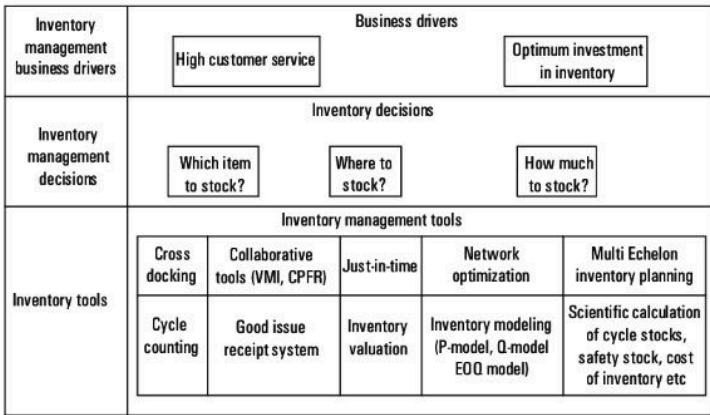 Inventory
management
business drivers
Business drivers
High customer service
Optimum investment
in inventory
Inventory
management
decisions
Inventory decisions
Which item
to stock?
Where to
stock?
How much
to stock?
Inventory tools
Inventory management tools
Cross
docking
Collaborative
tools (VMI, CPFR)
Just-in-time
Network
optimization
Multi Echelon
inventory planning
Cycle
counting
Good issue
receipt system
Inventory
valuation
Inventory modeling
(P-model, Q-model
EOQ model)
Scientific calculation
of cycle stocks,
safety stock, cost
of inventory etc